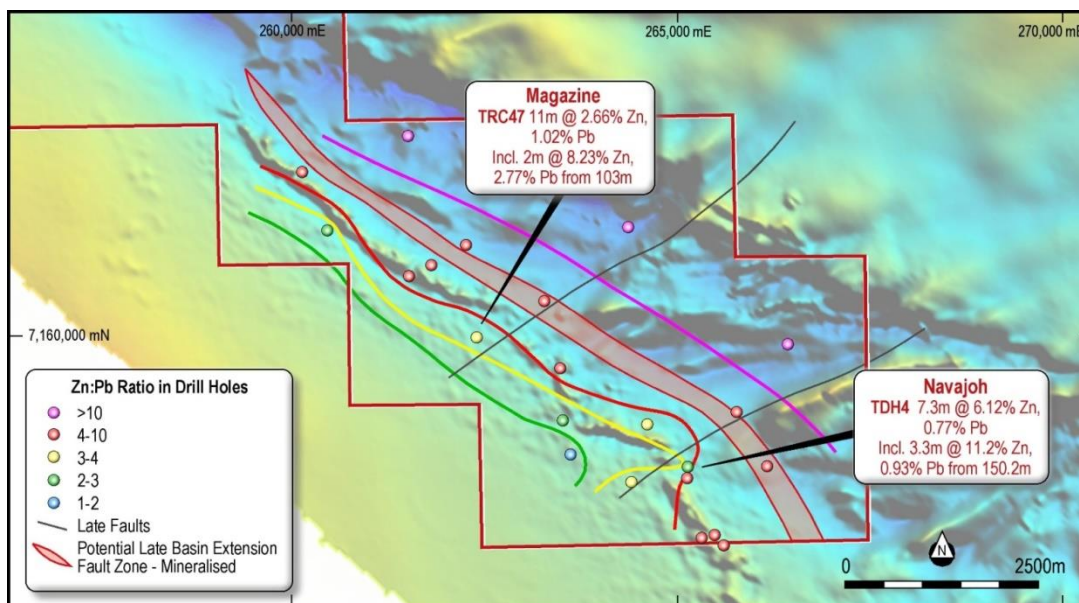 260,000 mE
265,000 mE
270,000 mE
Magazine
TRC47 11m @ 2.66% Zn,
1.02% Pb
Incl. 2m @ 8.23% Zn,
2.77% Pb from 103m
7,160,000 mN
Navajoh
TDH4 7.3m @ 6.12% Zn,
0.77% Pb
Incl. 3.3m @ 11.2% Zn,
0.93% Pb from 150.2m
Zn:Pb Ratio in Drill Holes
>10
4-10
3-4
2-3
1-2
Late Faults
Potential Late Basin Extension
Fault Zone - Mineralised
N
0 2500m